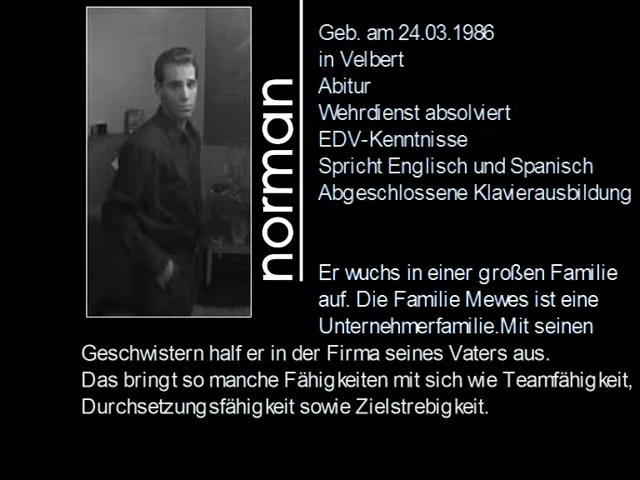 norman
Geb. am 24.03.1986
in Velbert
Abitur
Wehrdienst absolviert
EDV-Kenntnisse
Spricht Englisch und Spanisch
Abgeschlossene Klavierausbildung
Er wuchs in einer großen Familie
auf. Die Familie Mewes ist eine
Unternehmerfamilie.Mit seinen
Geschwistern half er in der Firma seines Vaters aus.
Das bringt so manche Fähigkeiten mit sich wie Teamfähigkeit,
Durchsetzungsfähigkeit sowie Zielstrebigkeit.